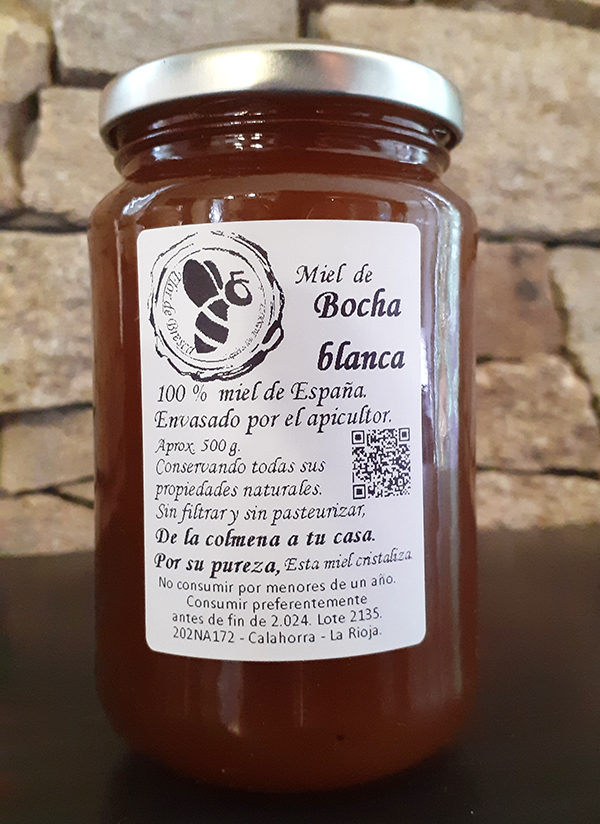 Flor de
Miel de
Bocha
blanca
100 % miel de España.
Envasado por el apicultor.
Aprox. 500 g.
Conservando todas sus
propiedades naturales.
Sin filtrar y sin pasteurizar,
De la colmena a tu casa.
Por su pureza, Esta miel cristaliza.
No consumir por menores de un año.
Consumir preferentemente
antes de fin de 2.024. Lote 2135.
202NA172 - Calahorra - La Rioja.